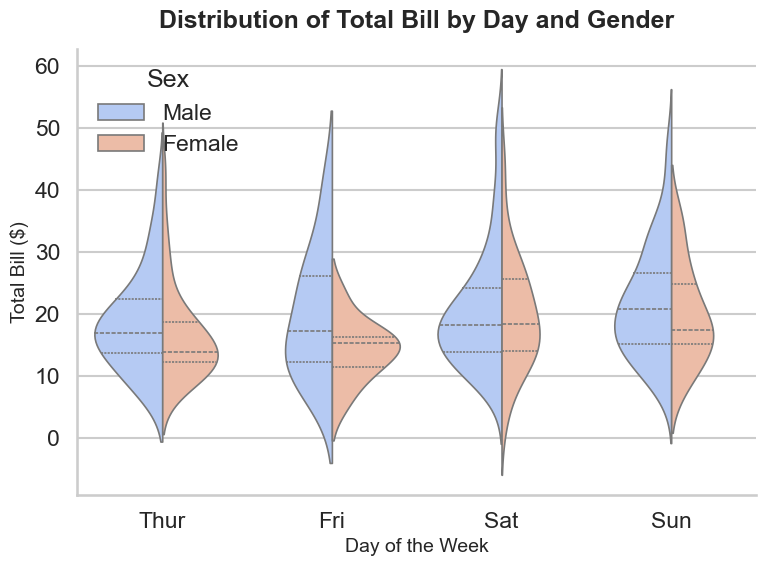 Distribution of Total Bill by Day and Gender
Total Bill ($)
60
50
40
30
20
10
0
Sex
Male
Female
Thur
Fri
Sat
Sun
Day of the Week